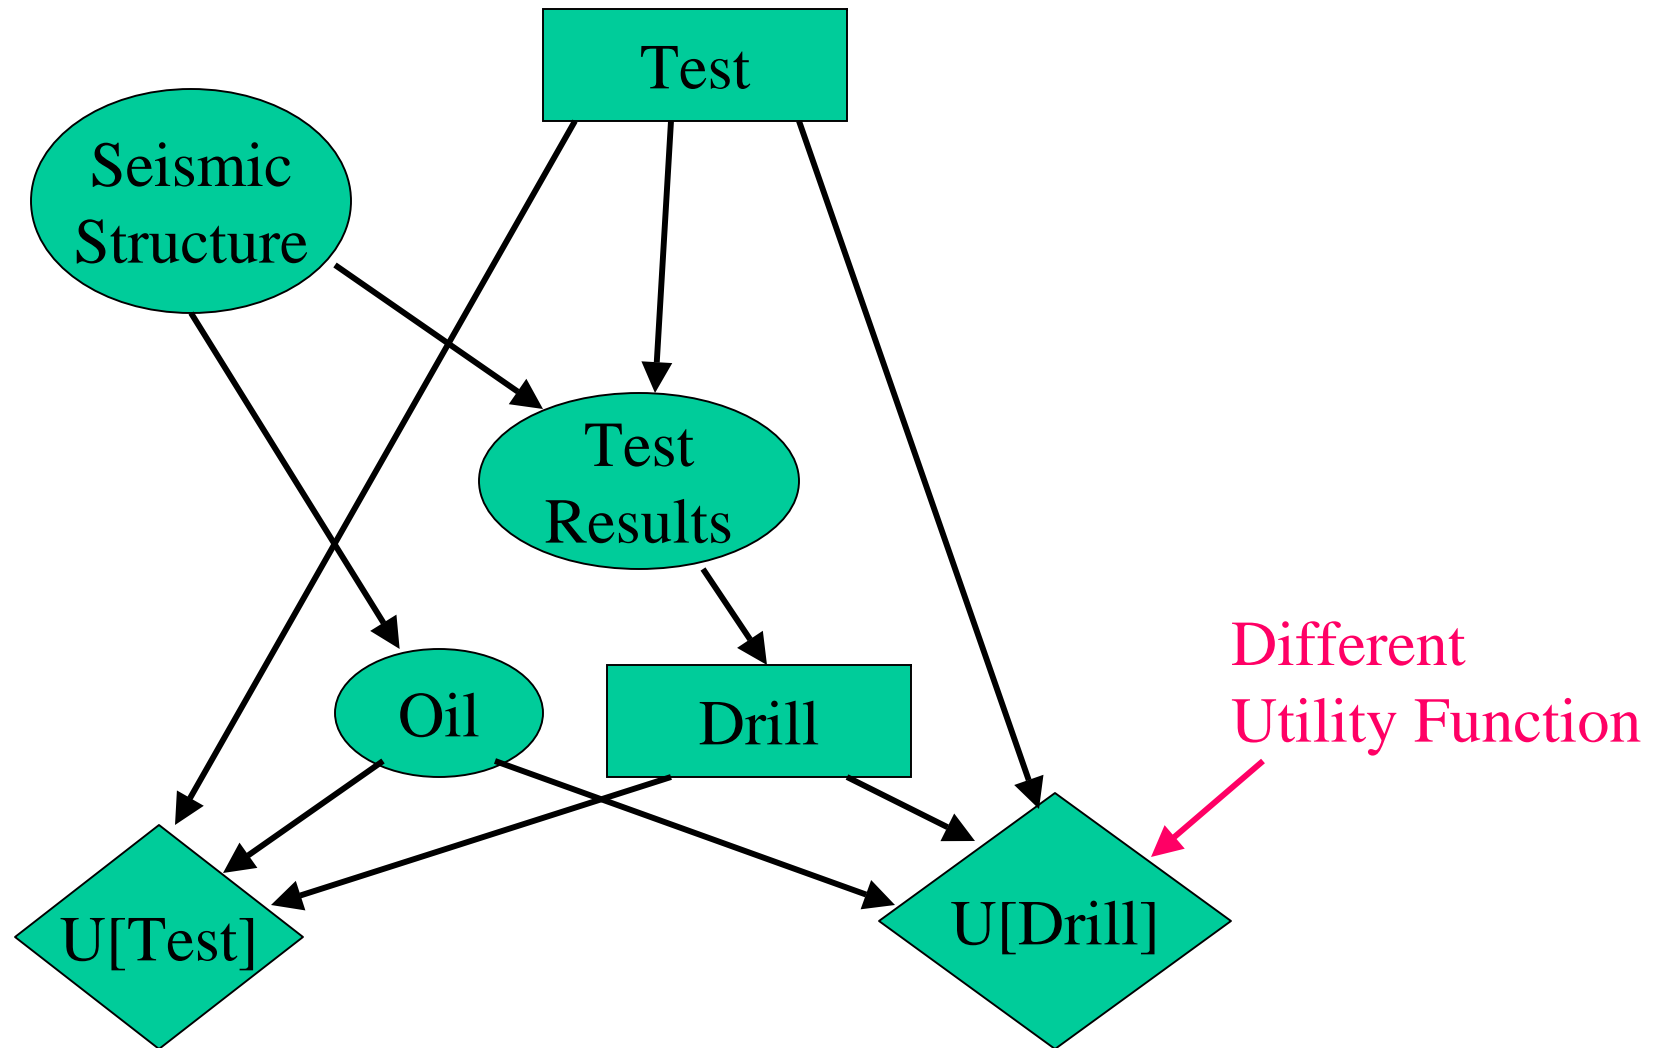 Test
Seismic
Structure
Test
Results
Different
Utility Function
Oil
Drill
U[Test]
U[Drill]